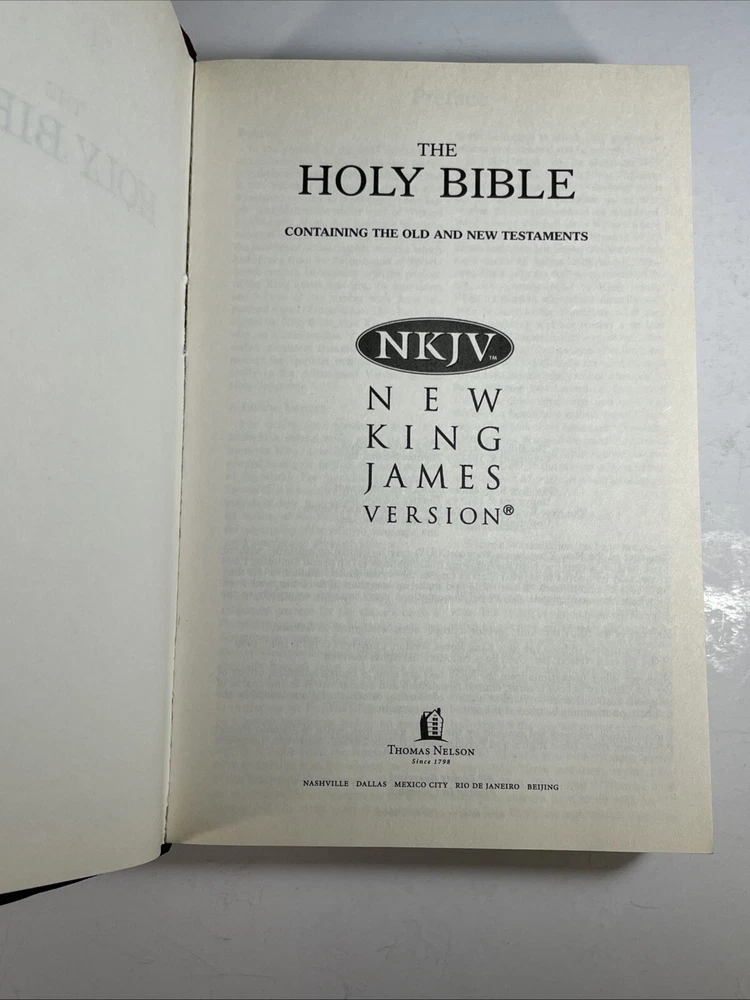 THE
HOLY BIBLE
CONTAINING THE OLD AND NEW TESTAMENTS
NKJV™
NEW
KING
JAMES
VERSION®
THOMAS NELSON
Since 1798
NASHVILLE DALLAS MEXICO CITY RIO DE JANEIRO BEIJING